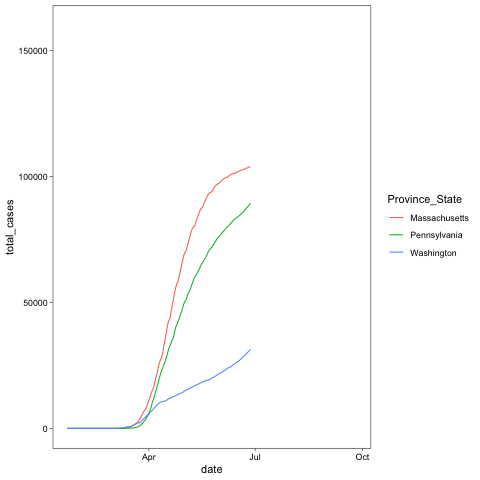 150000
100000
50000
0
total_cases
Apr
Jul
Oct
date
Province_State
Massachusetts
Pennsylvania
Washington